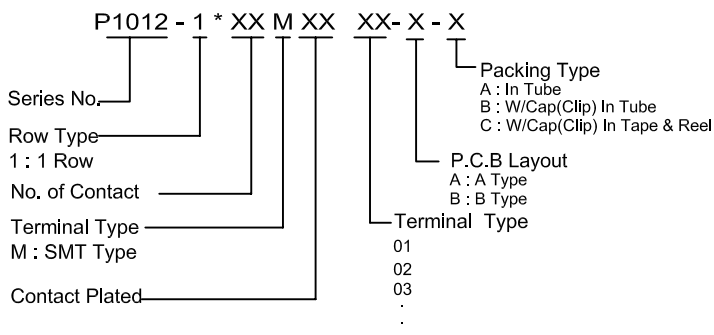 P1012 - 1 * XX M XX XX - X - X
Packing Type
A : In Tube
B : W/Cap(Clip) In Tube
C : W/Cap(Clip) In Tape & Reel
Series No.
Row Type
1 : 1 Row
P.C.B Layout
A : A Type
B : B Type
No. of Contact
Terminal Type
01
02
03
.
.
Terminal Type
M : SMT Type
Contact Plated